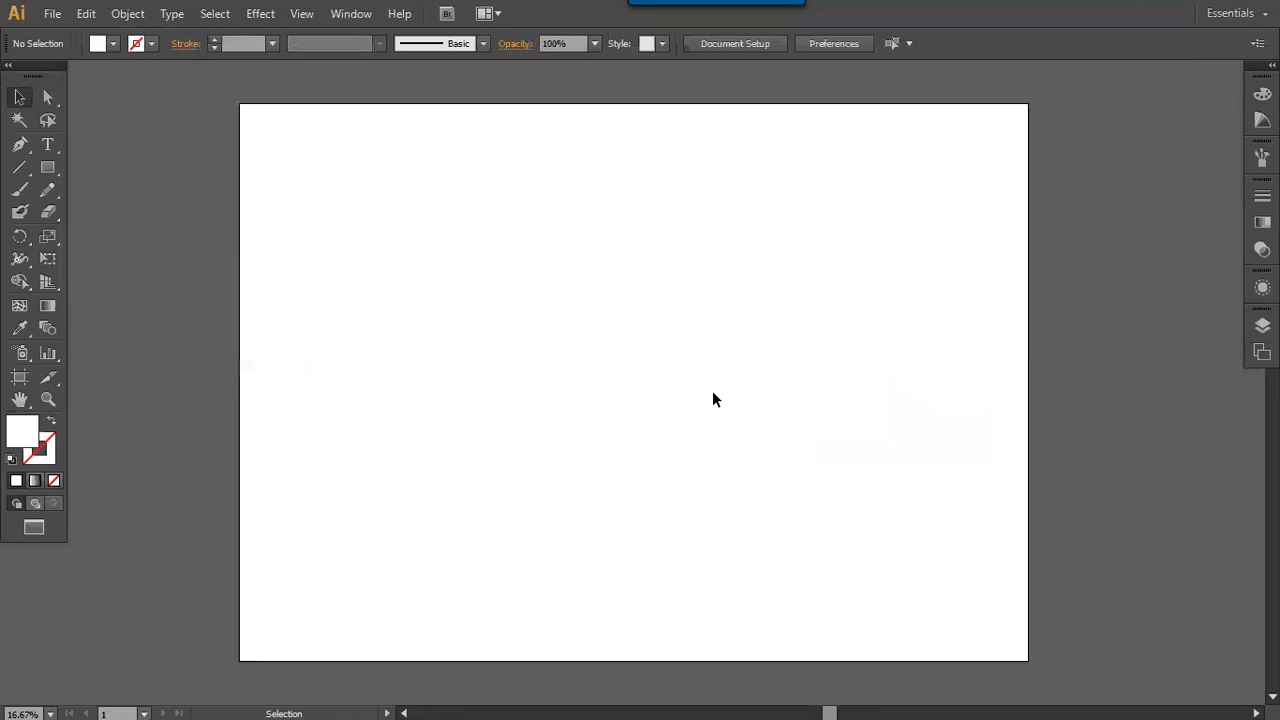 Ai File Edit Object Type Select Effect View Window Help Br Essentials
No Selection Stroke: Basic Opacity: 100% Style: Document Setup Preferences
T
16.67% 1 Selection